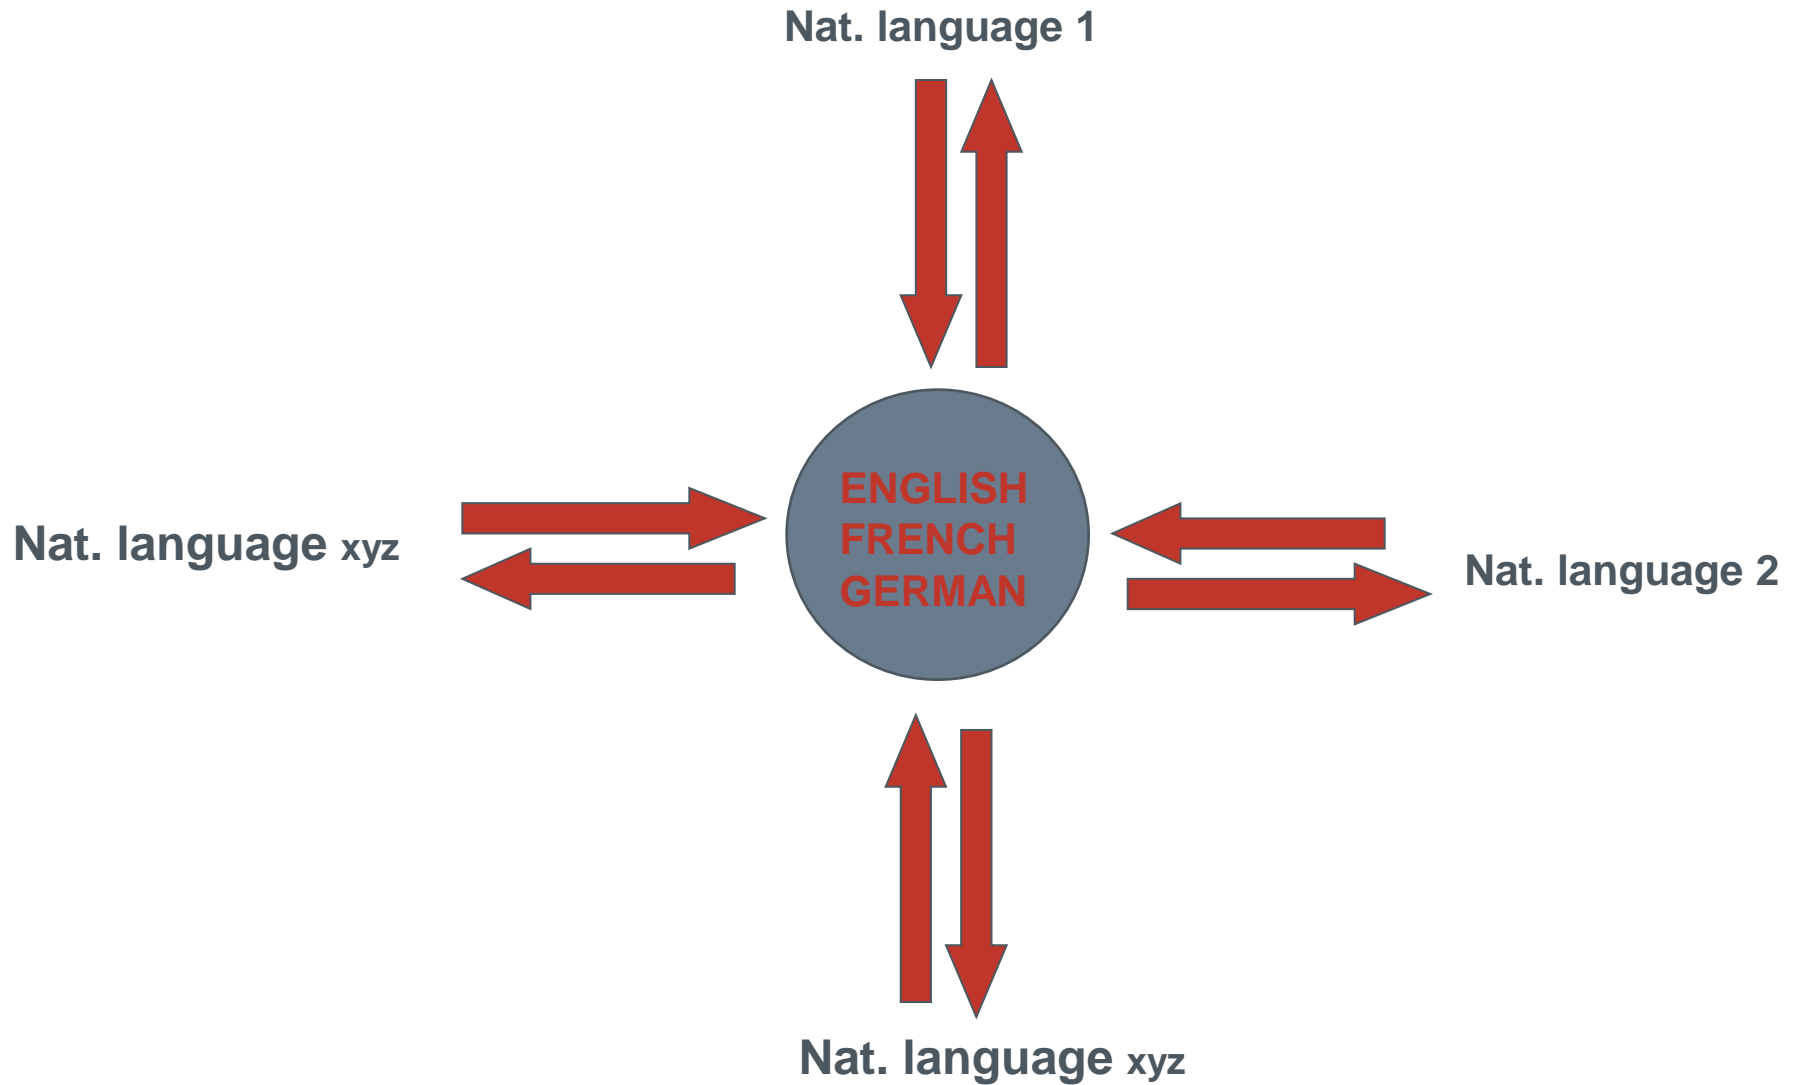 Nat. language 1
ENGLISH
FRENCH
GERMAN
Nat. language xyz
Nat. language 2
Nat. language xyz